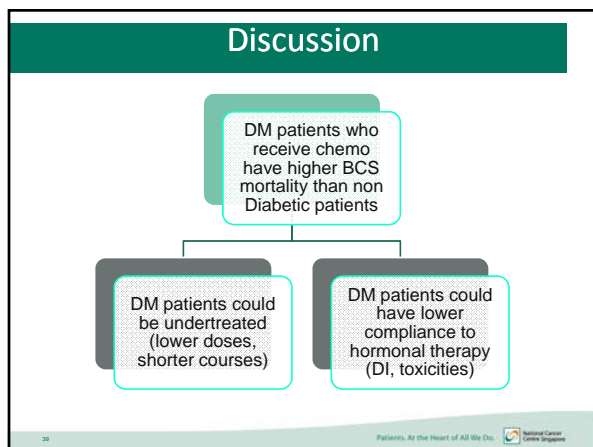 Discussion
DM patients who
receive chemo
have higher BCS
mortality than non
Diabetic patients
DM patients could
be undertreated
(lower doses,
shorter courses)
DM patients could
have lower
compliance to
hormonal therapy
(DI, toxicities)
39
Patients. At the Heart of All We Do.
National Cancer
Centre Singapore